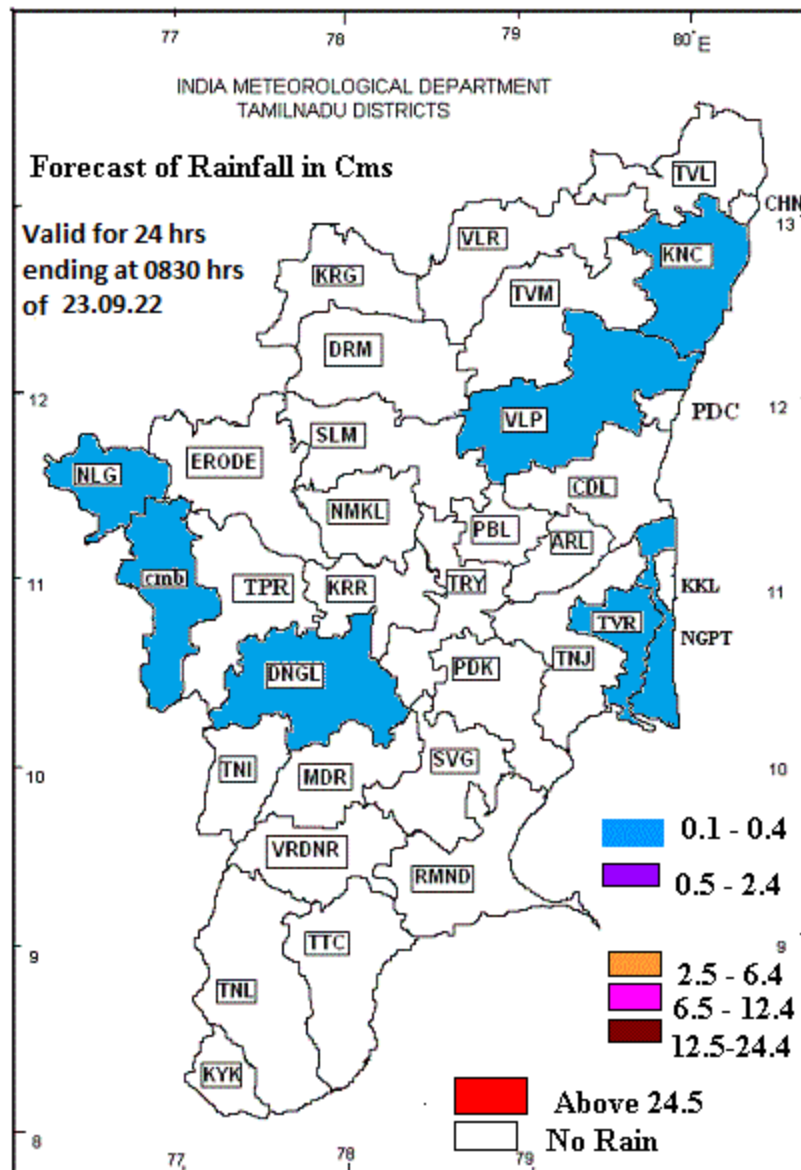 77 78 79 80° E
INDIA METEOROLOGICAL DEPARTMENT
TAMILNADU DISTRICTS
Forecast of Rainfall in Cms
TVL
CHN
13
Valid for 24 hrs
ending at 0830 hrs
of 23.09.22
VLR
KNC
KRG
TVM
DRM
12
12
VLP
PDC
SLM
ERODE
NLG
CDL
NMKL
PBL
ARL
11
cmb
TPR
KRR
TRY
KKL
11
TVR
NGPT
DNGL
PDK
TNJ
10
TNI
MDR
SVG
10
0.1 - 0.4
VRDNR
RMND
0.5 - 2.4
9
TTC
9
2.5 - 6.4
TNL
6.5 - 12.4
12.5-24.4
KYK
Above 24.5
No Rain
8
77 78 79